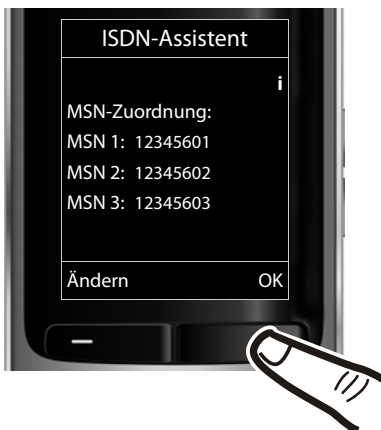 ISDN-Assistent
i
MSN-Zuordnung:
MSN 1: 12345601
MSN 2: 12345602
MSN 3: 12345603
Ändern OK